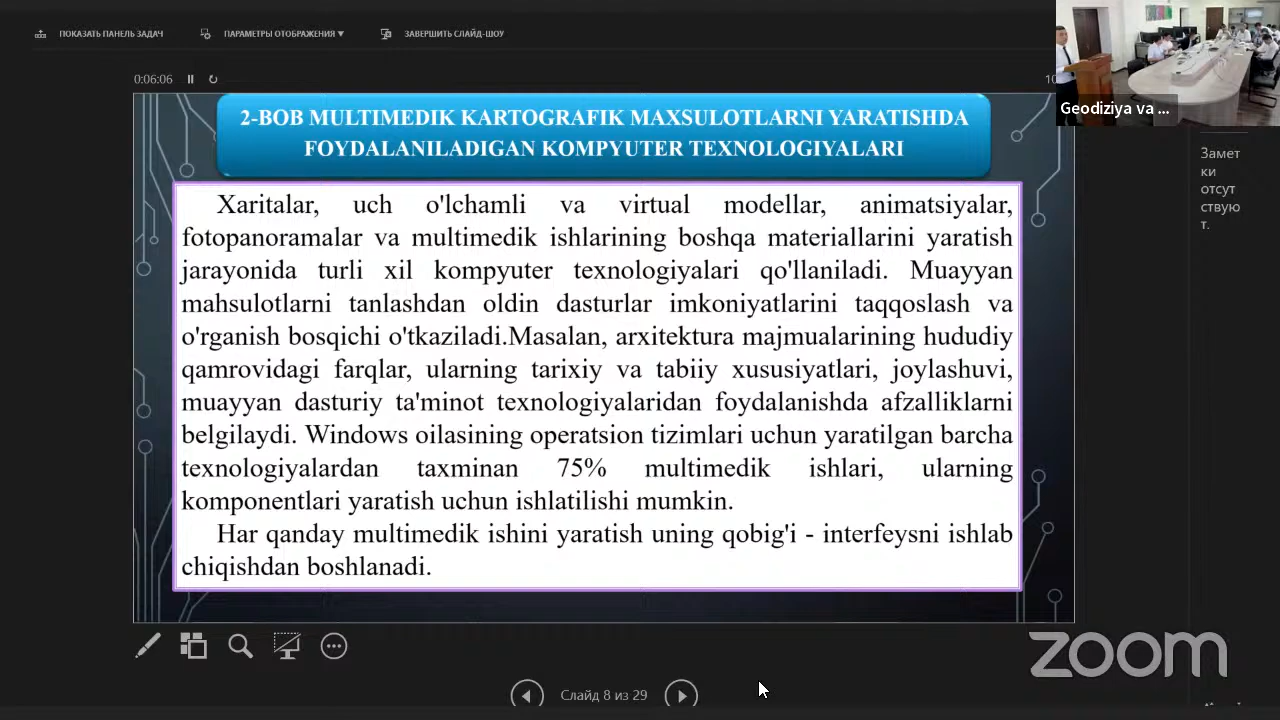 ПОКАЗАТЬ ПАНЕЛЬ ЗАДАЧ
ПАРАМЕТРЫ ОТОБРАЖЕНИЯ ▼
ЗАВЕРШИТЬ СЛАЙД-ШОУ
0:06:06
10
2-BOB MULTIMEDIK KARTOGRAFIK MAXSULOTLARNI YARATISHDA
FOYDALANILADIGAN KOMPYUTER TEXNOLOGIYALARI
Xaritalar, uch o'lchamli va virtual modellar, animatsiyalar,
fotopanoramalar va multimedik ishlarining boshqa materiallarini yaratish
jarayonida turli xil kompyuter texnologiyalari qo'llaniladi. Muayyan
mahsulotlarni tanlashdan oldin dasturlar imkoniyatlarini taqqoslash va
o'rganish bosqichi o'tkaziladi.Masalan, arxitektura majmualarining hududiy
qamrovidagi farqlar, ularning tarixiy va tabiiy xususiyatlari, joylashuvi,
muayyan dasturiy ta'minot texnologiyalaridan foydalanishda afzalliklarni
belgilaydi. Windows oilasining operatsion tizimlari uchun yaratilgan barcha
texnologiyalardan taxminan 75% multimedik ishlari, ularning
komponentlari yaratish uchun ishlatilishi mumkin.
Har qanday multimedik ishini yaratish uning qobig'i - interfeysni ishlab
chiqishdan boshlanadi.
Geodiziya va ...
Замет
ки
отсут
ствую
т.
zoom
Слайд 8 из 29